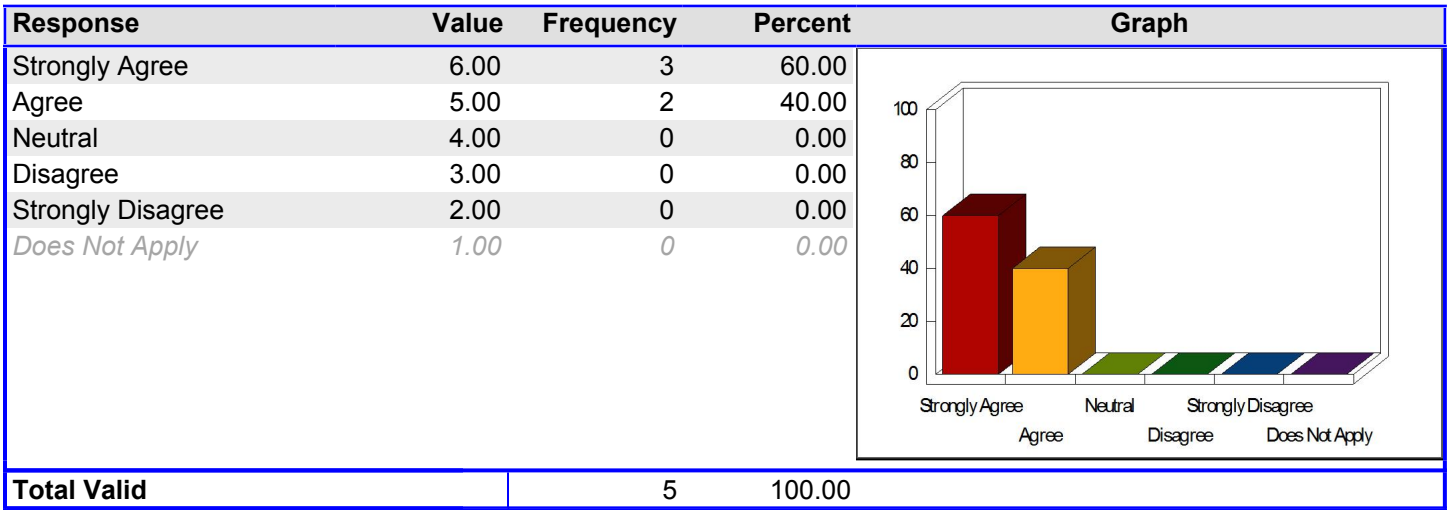 Response Value Frequency Percent Graph
Strongly Agree 6.00 3 60.00
Agree 5.00 2 40.00
Neutral 4.00 0 0.00
Disagree 3.00 0 0.00
Strongly Disagree 2.00 0 0.00
Does Not Apply 1.00 0 0.00
100
80
60
40
20
0
Strongly Agree Neutral Strongly Disagree
Agree Disagree Does Not Apply
Total Valid 5 100.00